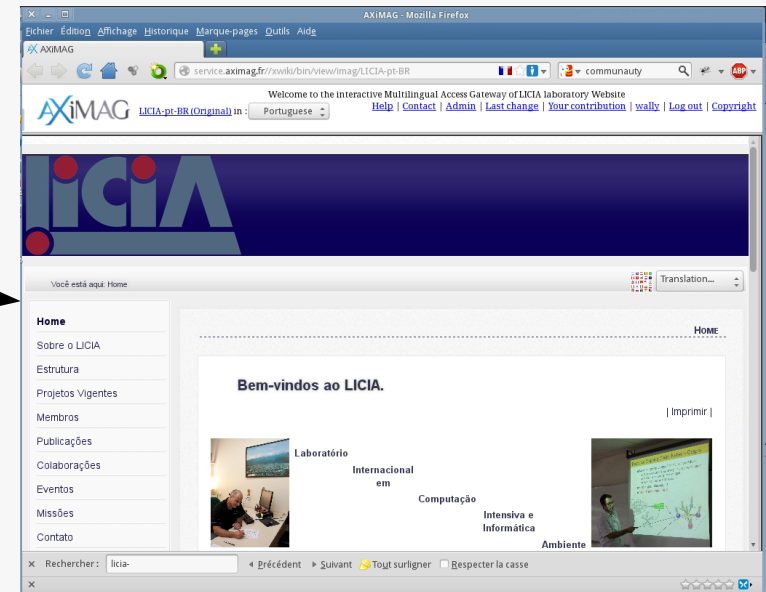 AXiMAG - Mozilla Firefox
Fichier Édition Affichage Historique Marque-pages Outils Aide
AXiMAG
service.aximag.fr//xwiki/bin/view/imag/LICIA-pt-BR
communauty
ABP
Welcome to the interactive Multilingual Access Gateway of LICIA laboratory Website
AXiMAG LICIA-pt-BR (Original) in : Portuguese Help | Contact | Admin | Last change | Your contribution | wally | Log out | Copyright
liciA
Você está aqui: Home
Translation...
Home
HOME
Sobre o LICIA
Estrutura
Bem-vindos ao LICIA.
Projetos Vigentes
| Imprimir |
Membros
Publicações
Laboratório
Colaborações
Internacional
em
Eventos
Computação
Missões
Intensiva e
Informática
Contato
Ambiente
Rechercher: licia- Précédent Suivant Tout surligner Respecter la casse